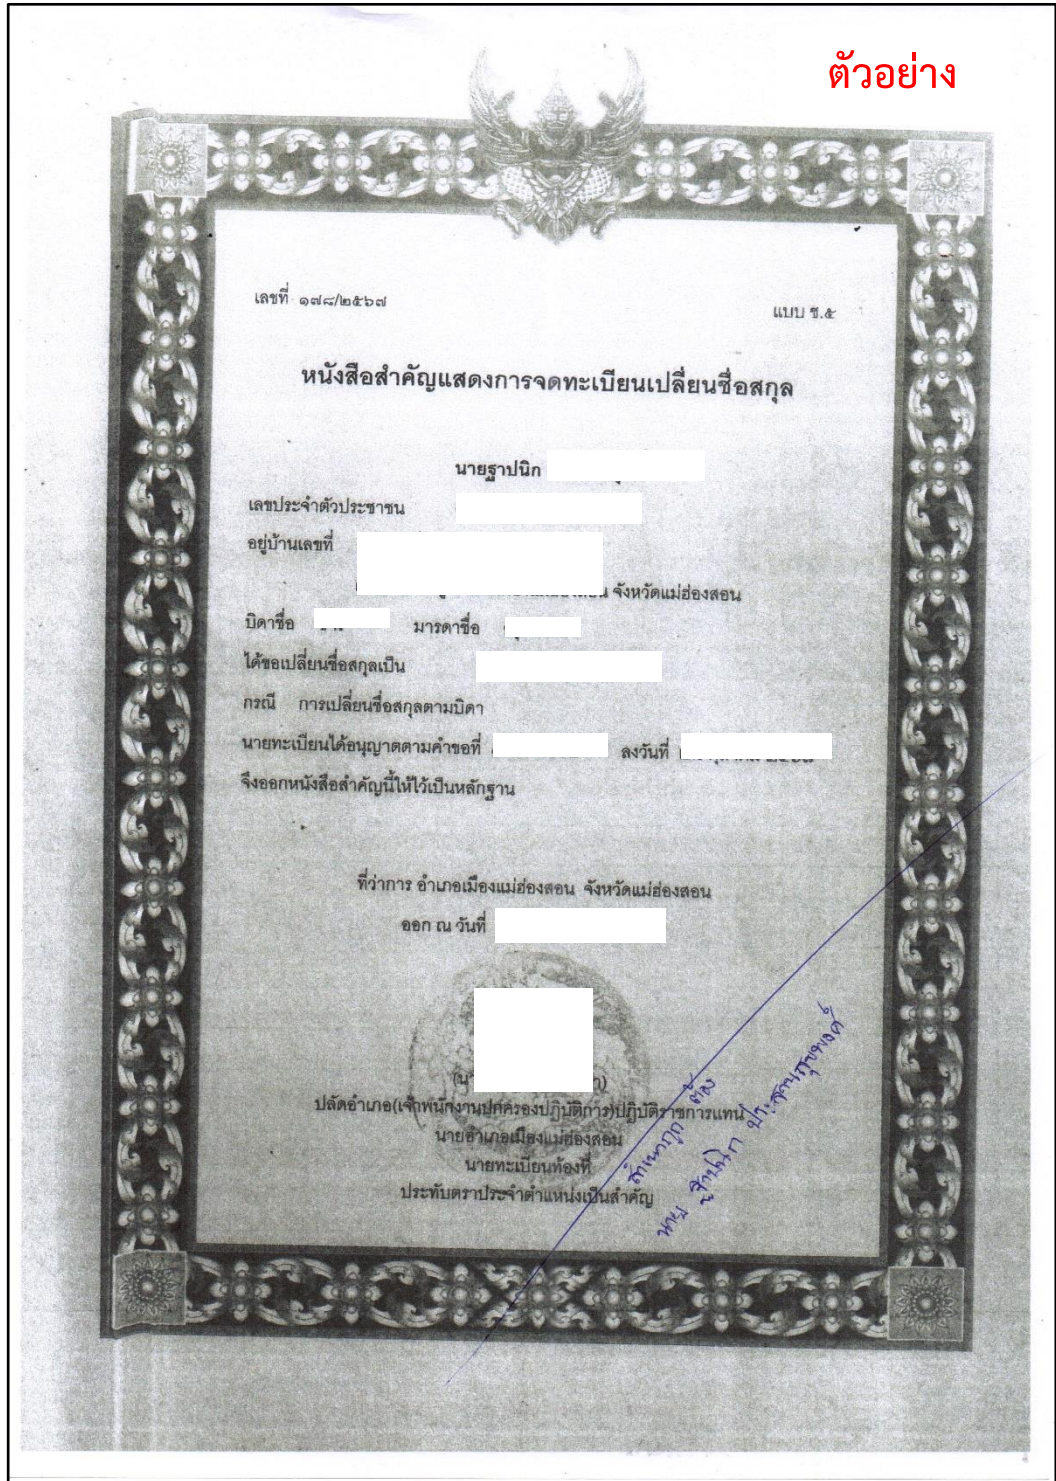 ตัวอย่าง
เลขที่ ๑๗๘/๒๕๖๗
แบบ ช.๕
หนังสือสำคัญแสดงการจดทะเบียนเปลี่ยนชื่อสกุล
นายฐาปนิก
เลขประจำตัวประชาชน
อยู่บ้านเลขที่
จังหวัดแม่ฮ่องสอน
บิดาชื่อ มารดาชื่อ
ได้ขอเปลี่ยนชื่อสกุลเป็น
กรณี การเปลี่ยนชื่อสกุลตามบิดา
นายทะเบียนได้อนุญาตตามคำขอที่ ลงวันที่
จึงออกหนังสือสำคัญนี้ให้ไว้เป็นหลักฐาน
ที่ว่าการ อำเภอเมืองแม่ฮ่องสอน จังหวัดแม่ฮ่องสอน
ออก ณ วันที่
ปลัดอำเภอ(เจ้าพนักงานปกครองปฏิบัติการ)ปฏิบัติราชการแทน
นายอำเภอเมืองแม่ฮ่องสอน
นายทะเบียนท้องที่
ประทับตราประจำตำแหน่งเป็นสำคัญ
สำเนาถูกต้อง
นาย ฐาปนิก